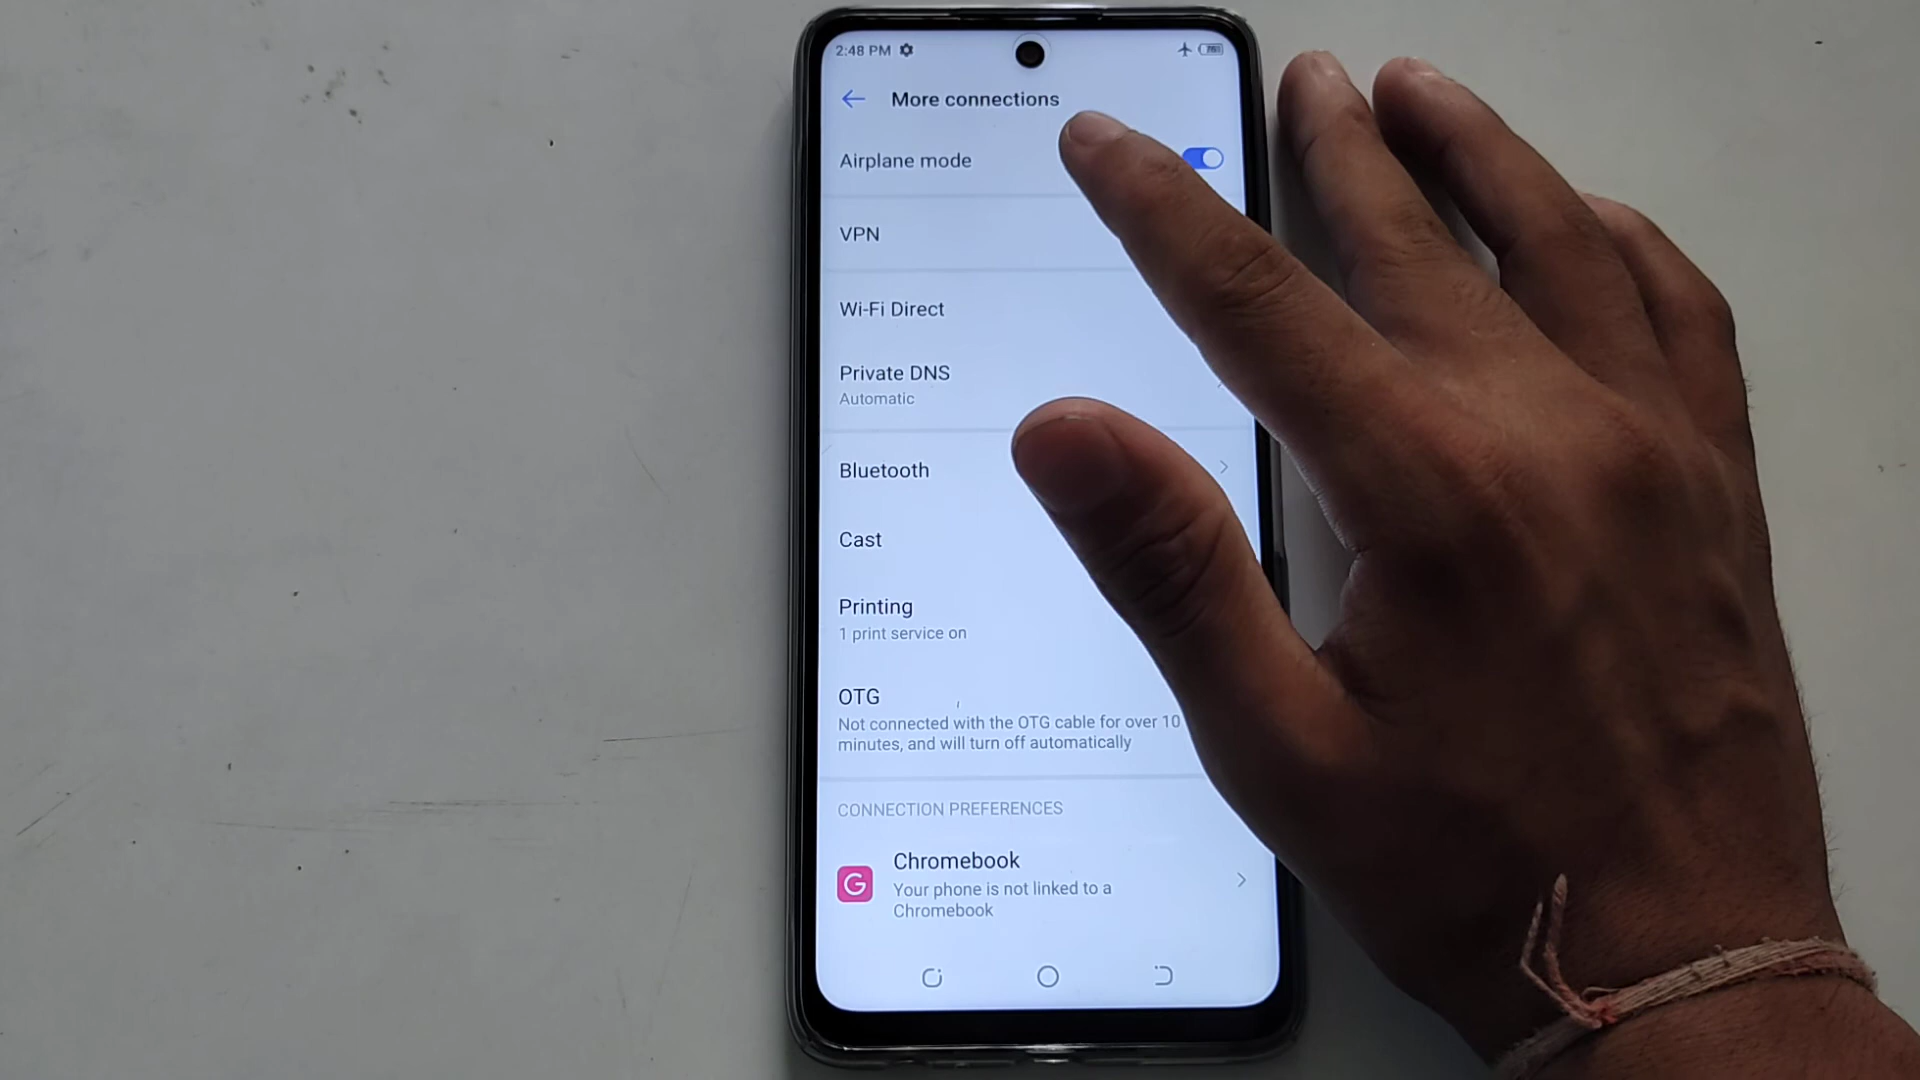 2:48 PM
More connections
Airplane mode
VPN
Wi-Fi Direct
Private DNS
Automatic
Bluetooth
Cast
Printing
1 print service on
OTG
Not connected with the OTG cable for over 10
minutes, and will turn off automatically
CONNECTION PREFERENCES
G
Chromebook
Your phone is not linked to a
Chromebook